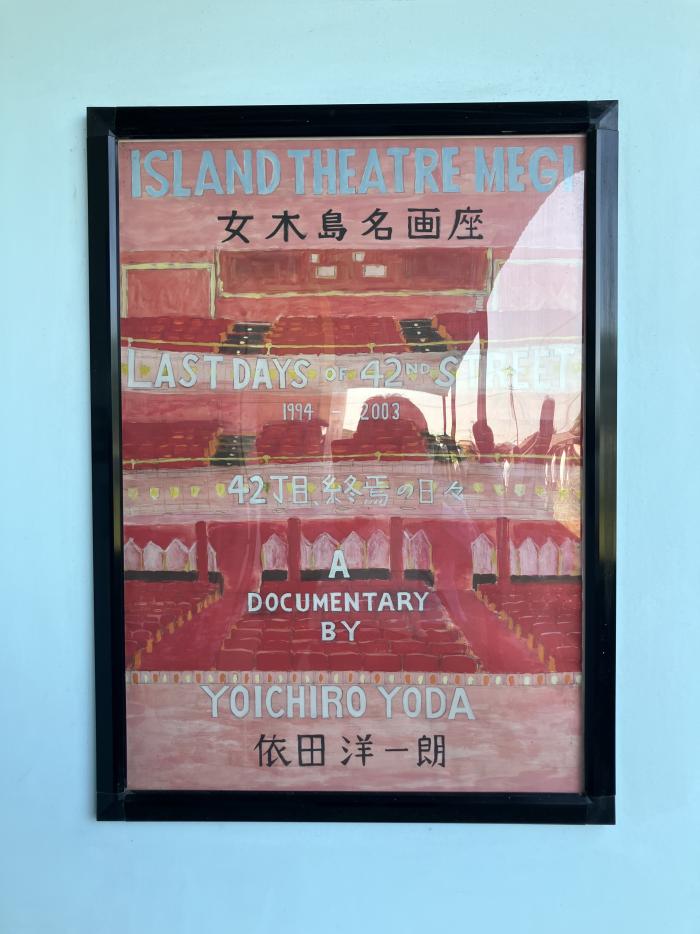 ISLAND THEATRE MEGI
女木島名画座
LAST DAYS OF 42ND STREET
1994 - 2003
42丁目、終焉の日々
A
DOCUMENTARY
BY
YOICHIRO YODA
依田洋一朗